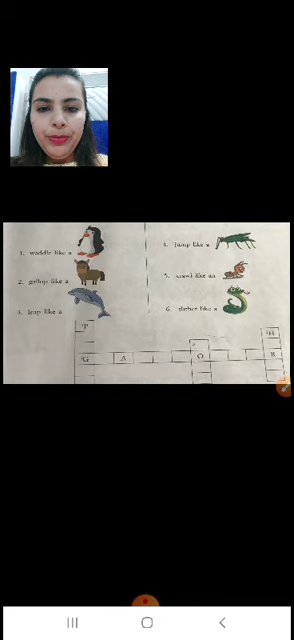 1. waddle like a
4. jump like a
2. gallop like a
5. crawl like an
3. leap like a
6. slither like a
P
H
G A O R